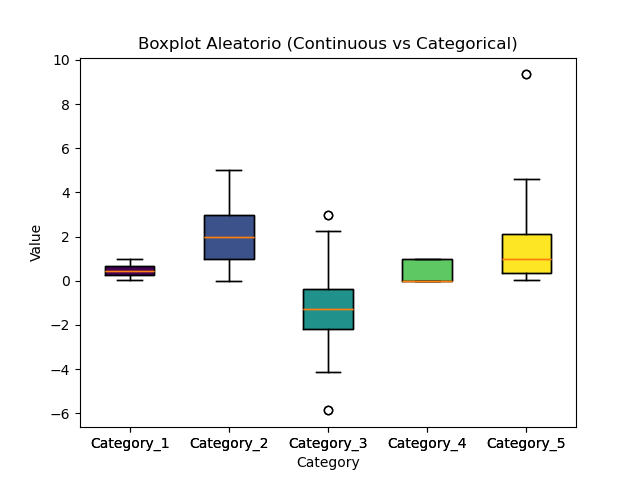 Boxplot Aleatorio (Continuous vs Categorical)
10
8
6
4
2
0
−2
−4
−6
Value
Category_1 Category_2 Category_3 Category_4 Category_5
Category